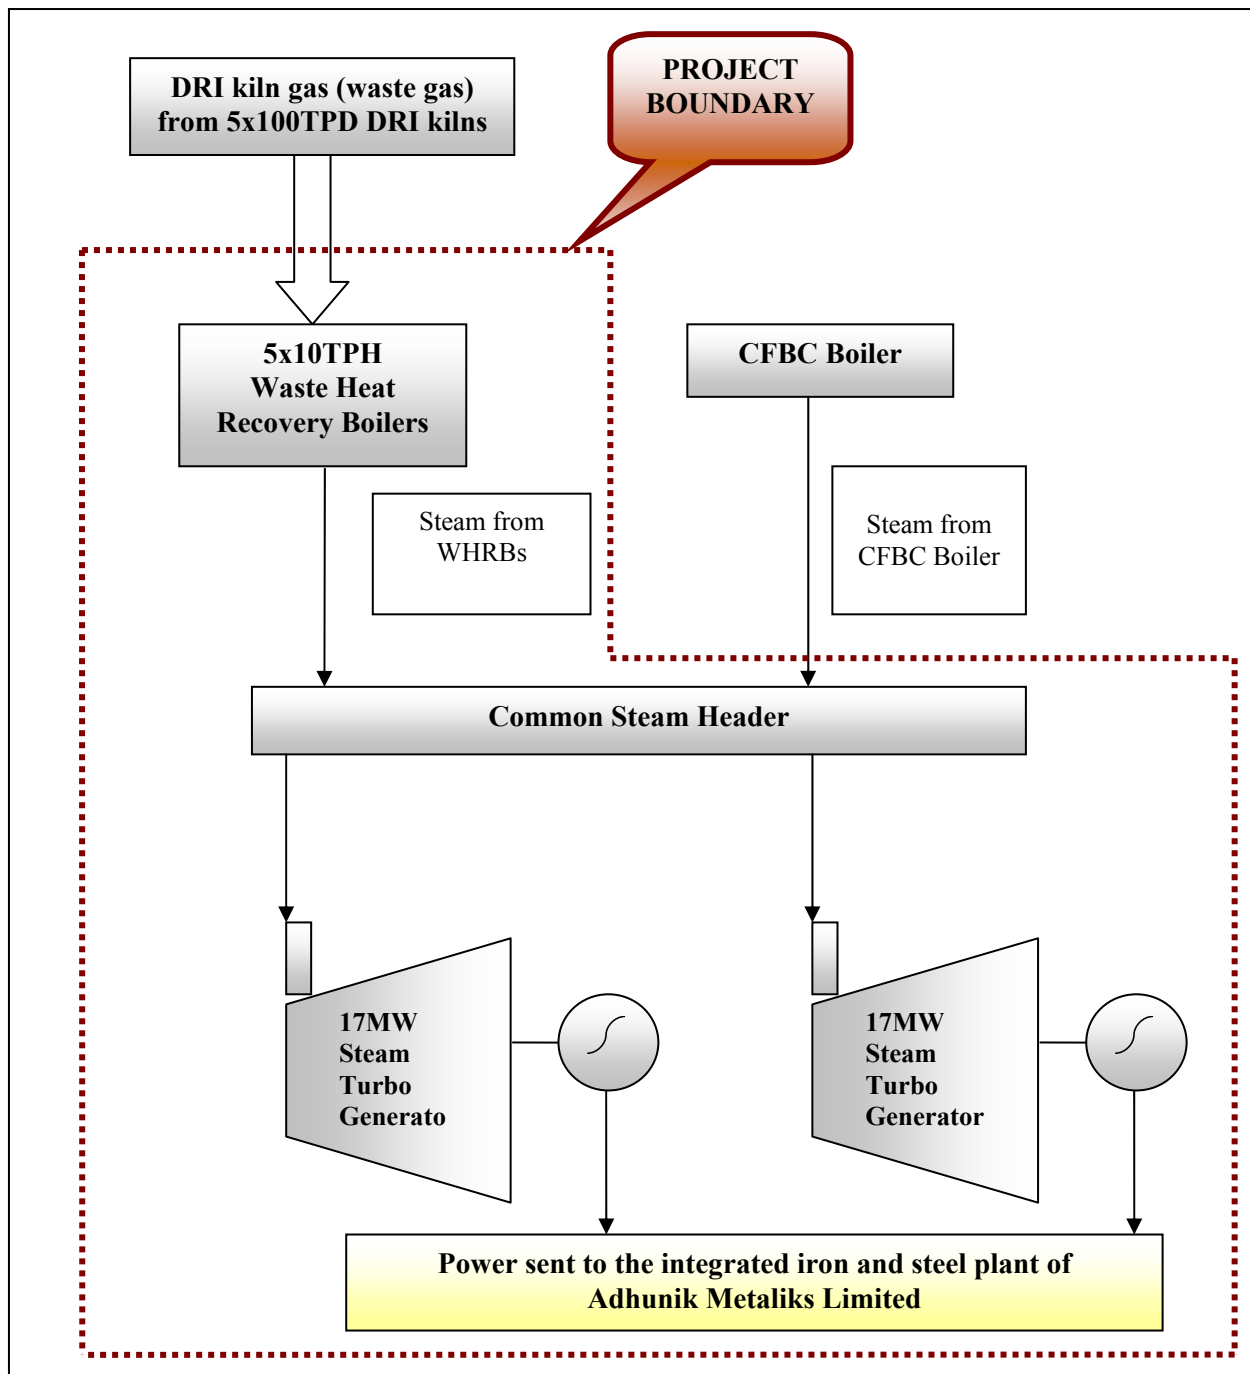 DRI kiln gas (waste gas)
from 5x100TPD DRI kilns
PROJECT
BOUNDARY
5x10TPH
Waste Heat
Recovery Boilers
CFBC Boiler
Steam from
WHRBs
Steam from
CFBC Boiler
Common Steam Header
17MW
Steam
Turbo
Generato
17MW
Steam
Turbo
Generator
Power sent to the integrated iron and steel plant of
Adhunik Metaliks Limited